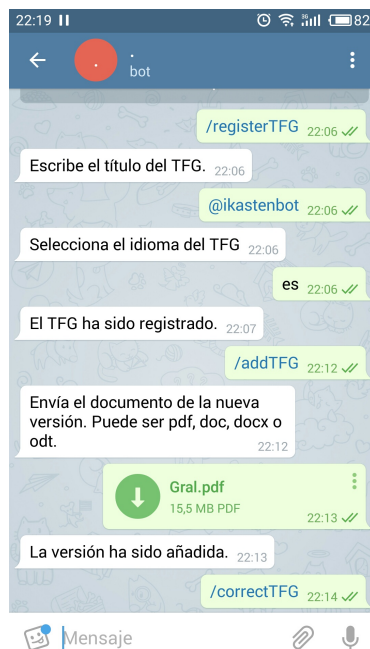 22:19
3G
82
.
.
bot
/registerTFG 22:06
Escribe el título del TFG. 22:06
@ikastenbot 22:06
Selecciona el idioma del TFG 22:06
es 22:06
El TFG ha sido registrado. 22:07
/addTFG 22:12
Envía el documento de la nueva
versión. Puede ser pdf, doc, docx o
odt. 22:12
Gral.pdf
15,5 MB PDF
22:13
La versión ha sido añadida. 22:13
/correctTFG 22:14
Mensaje